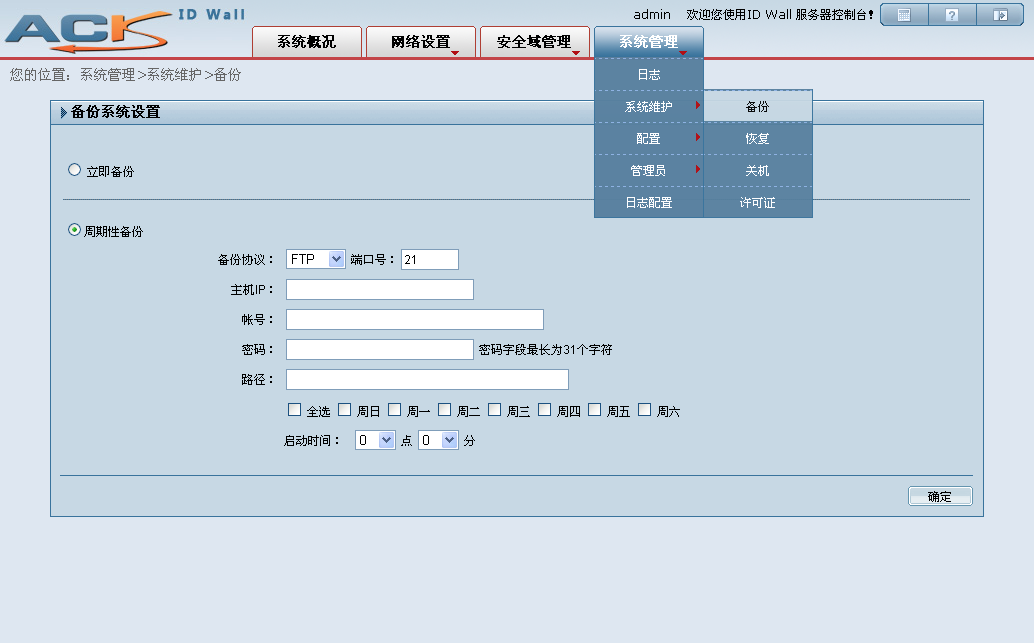 ACK ID Wall
admin 欢迎您使用ID Wall 服务器控制台!
系统概况 网络设置 安全域管理 系统管理
您的位置：系统管理>系统维护>备份
日志
系统维护 备份
配置 恢复
管理员 关机
日志配置 许可证
备份系统设置
立即备份
周期性备份
备份协议： FTP 端口号： 21
主机IP：
帐号：
密码： 密码字段最长为31个字符
路径：
全选 周日 周一 周二 周三 周四 周五 周六
启动时间： 0 点 0 分
确定